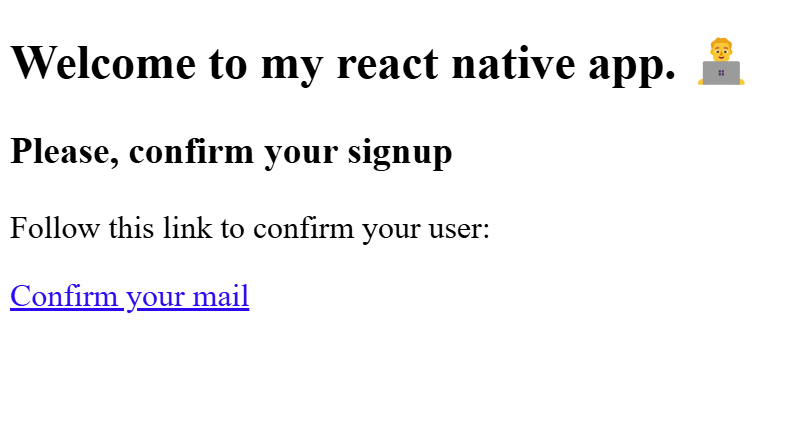 Welcome to my react native app. 👨‍💻
Please, confirm your signup
Follow this link to confirm your user:
Confirm your mail